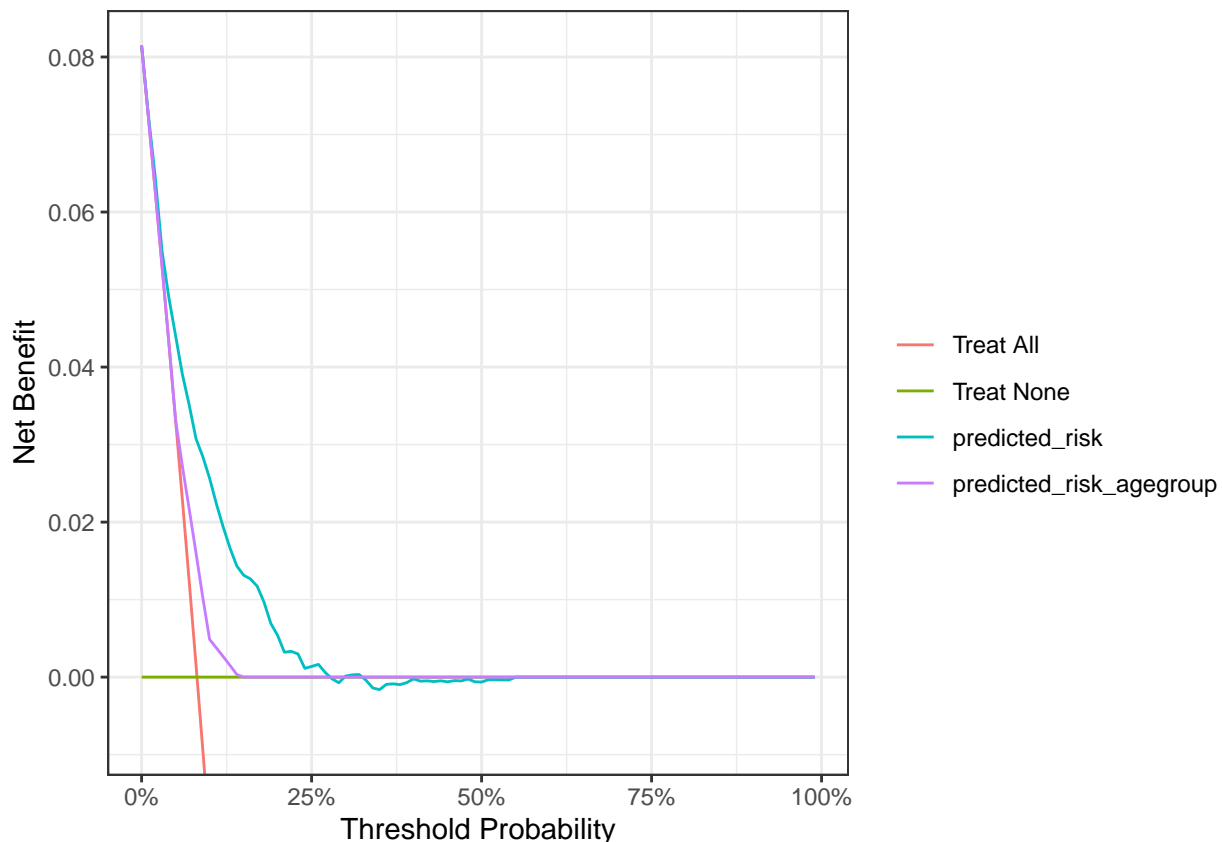 0.08
0.06
0.04
0.02
0.00
Net Benefit
0%
25%
50%
75%
100%
Threshold Probability
Treat All
Treat None
predicted_risk
predicted_risk_agegroup